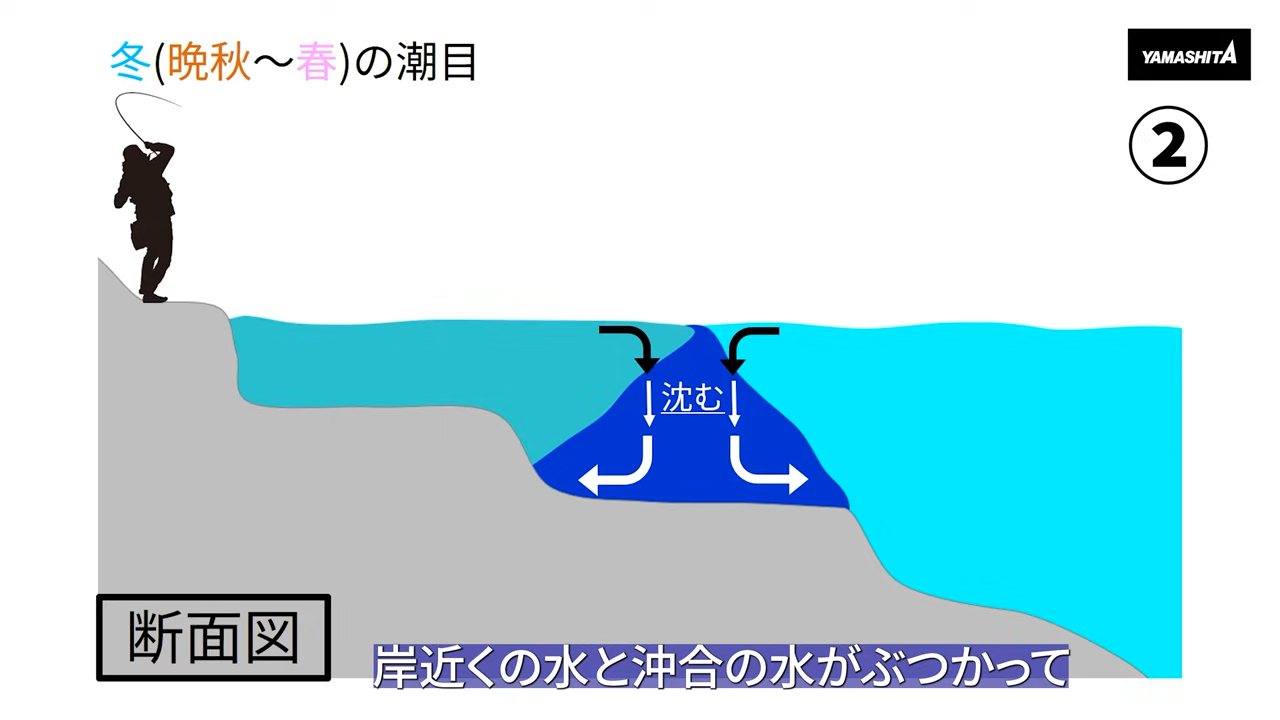 冬(晩秋～春)の潮目
YAMASHITA
②
沈む
断面図
岸近くの水と沖合の水がぶつかって